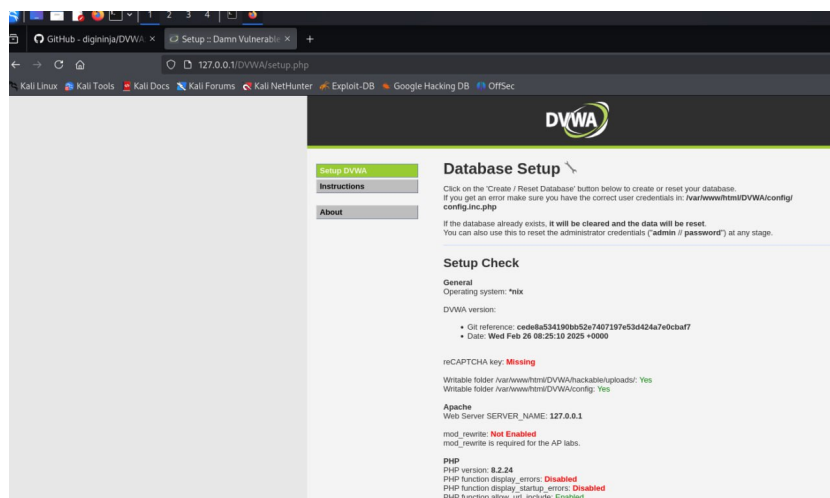 1 2 3 4
GitHub - digininja/DVWA ×
Setup :: Damn Vulnerable ×
127.0.0.1/DVWA/setup.php
Kali Linux Kali Tools Kali Docs Kali Forums Kali NetHunter Exploit-DB Google Hacking DB OffSec
DVWA
Setup DVWA
Instructions
About
Database Setup
Click on the 'Create / Reset Database' button below to create or reset your database.
If you get an error make sure you have the correct user credentials in: /var/www/html/DVWA/config/
config.inc.php
If the database already exists, it will be cleared and the data will be reset.
You can also use this to reset the administrator credentials ("admin // password") at any stage.
Setup Check
General
Operating system: *nix
DVWA version:
• Git reference: cede8a534190bb52e7407197e53d424a7e0cbaf7
• Date: Wed Feb 26 08:25:10 2025 +0000
reCAPTCHA key: Missing
Writable folder /var/www/html/DVWA/hackable/uploads/: Yes
Writable folder /var/www/html/DVWA/config: Yes
Apache
Web Server SERVER_NAME: 127.0.0.1
mod_rewrite: Not Enabled
mod_rewrite is required for the AP labs.
PHP
PHP version: 8.2.24
PHP function display_errors: Disabled
PHP function display_startup_errors: Disabled
PHP function allow_url_include: Enabled